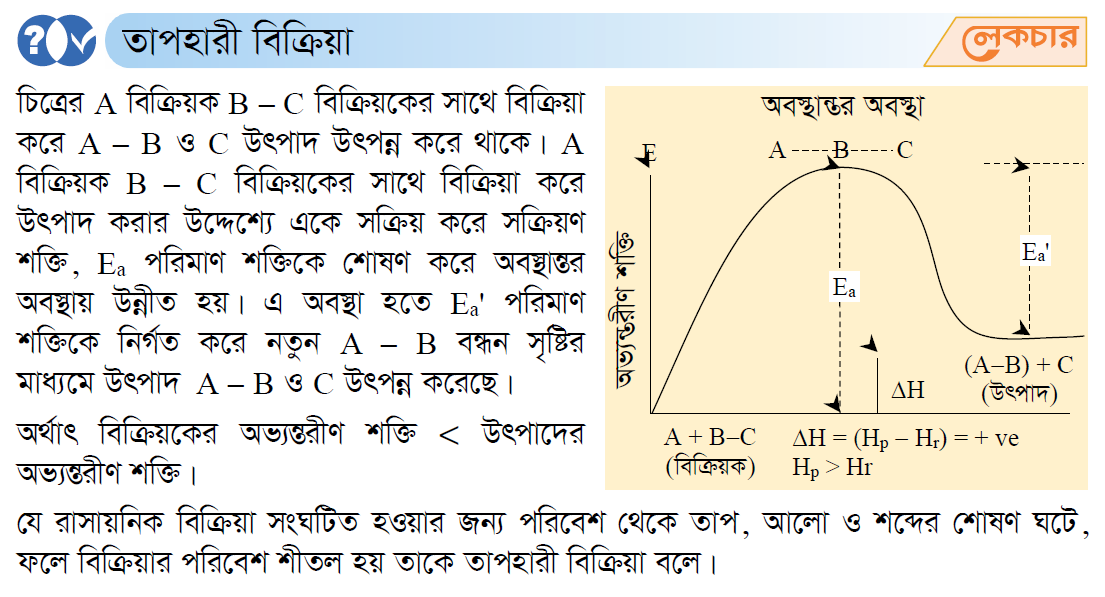 তাপহারী বিক্রিয়া
লেকচার
চিত্রের A বিক্রিয়ক B – C বিক্রিয়কের সাথে বিক্রিয়া
করে A – B ও C উৎপাদ উৎপন্ন করে থাকে। A
বিক্রিয়ক B – C বিক্রিয়কের সাথে বিক্রিয়া করে
উৎপাদ করার উদ্দেশ্যে একে সক্রিয় করে সক্রিয়ণ
শক্তি, Ea পরিমাণ শক্তিকে শোষণ করে অবস্থান্তর
অবস্থায় উন্নীত হয়। এ অবস্থা হতে Ea' পরিমাণ
শক্তিকে নির্গত করে নতুন A – B বন্ধন সৃষ্টির
মাধ্যমে উৎপাদ A – B ও C উৎপন্ন করেছে।
অর্থাৎ বিক্রিয়কের অভ্যন্তরীণ শক্তি < উৎপাদের
অভ্যন্তরীণ শক্তি।
অবস্থান্তর অবস্থা
E
A -----B------ C
অভ্যন্তরীণ শক্তি
Ea
Ea'
ΔH
(A–B) + C
(উৎপাদ)
A + B–C
(বিক্রিয়ক)
ΔH = (Hp – Hr) = + ve
Hp > Hr
যে রাসায়নিক বিক্রিয়া সংঘটিত হওয়ার জন্য পরিবেশ থেকে তাপ, আলো ও শব্দের শোষণ ঘটে,
ফলে বিক্রিয়ার পরিবেশ শীতল হয় তাকে তাপহারী বিক্রিয়া বলে।